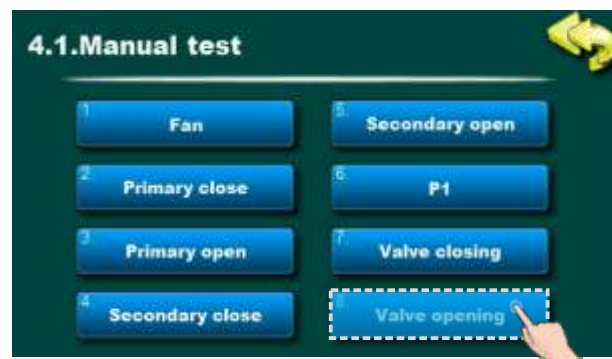 4.1.Manual test
1. Fan
2. Primary close
3. Primary open
4. Secondary close
5. Secondary open
6. P1
7. Valve closing
8. Valve opening